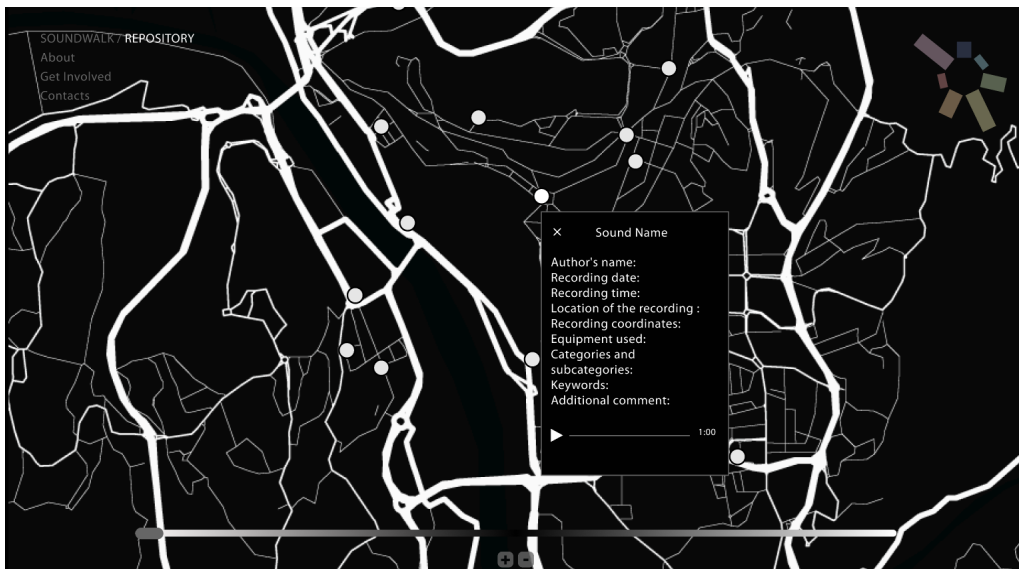 SOUNDWALK / REPOSITORY
About
Get Involved
Contacts
× Sound Name
Author's name:
Recording date:
Recording time:
Location of the recording :
Recording coordinates:
Equipment used:
Categories and
subcategories:
Keywords:
Additional comment:
1:00
+ -